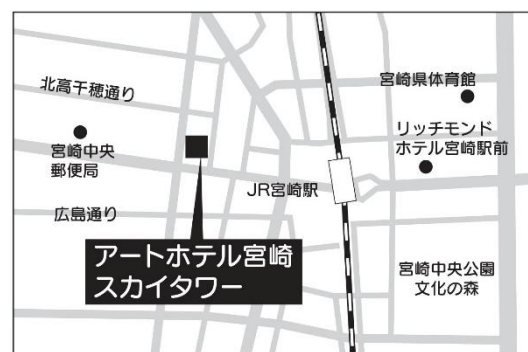 北高千穂通り
宮崎中央
郵便局
広島通り
アートホテル宮崎
スカイタワー
JR宮崎駅
宮崎県体育館
リッチモンド
ホテル宮崎駅前
宮崎中央公園
文化の森